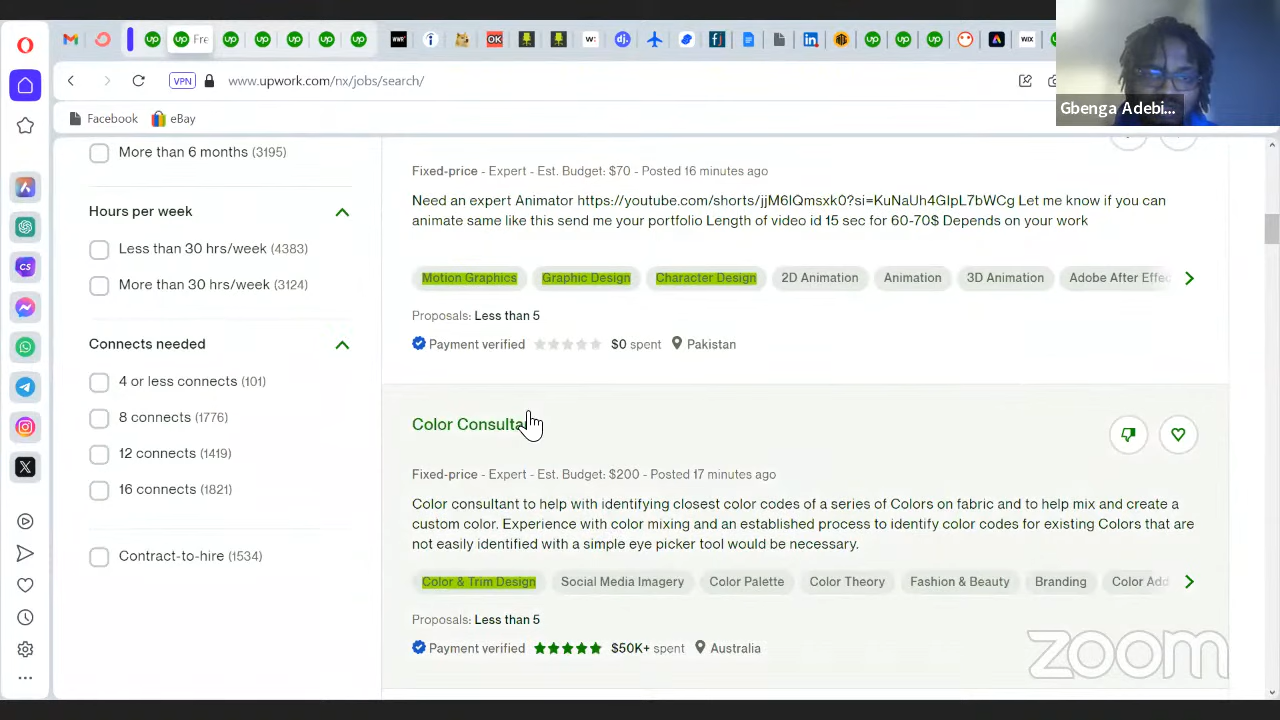 Fre
WWR
OK
w:
WIX
VPN
www.upwork.com/nx/jobs/search/
Gbenga Adebi...
Facebook
eBay
More than 6 months (3195)
Hours per week
Less than 30 hrs/week (4383)
More than 30 hrs/week (3124)
Connects needed
4 or less connects (101)
8 connects (1776)
12 connects (1419)
16 connects (1821)
Contract-to-hire (1534)
Fixed-price - Expert - Est. Budget: $70 - Posted 16 minutes ago
Need an expert Animator https://youtube.com/shorts/jjM6lQmsxk0?si=KuNaUh4GlpL7bWCg Let me know if you can
animate same like this send me your portfolio Length of video id 15 sec for 60-70$ Depends on your work
Motion Graphics Graphic Design Character Design 2D Animation Animation 3D Animation Adobe After Effec
Proposals: Less than 5
Payment verified $0 spent Pakistan
Color Consulta
Fixed-price - Expert - Est. Budget: $200 - Posted 17 minutes ago
Color consultant to help with identifying closest color codes of a series of Colors on fabric and to help mix and create a
custom color. Experience with color mixing and an established process to identify color codes for existing Colors that are
not easily identified with a simple eye picker tool would be necessary.
Color & Trim Design Social Media Imagery Color Palette Color Theory Fashion & Beauty Branding Color Add
Proposals: Less than 5
Payment verified $50K+ spent Australia
zoom